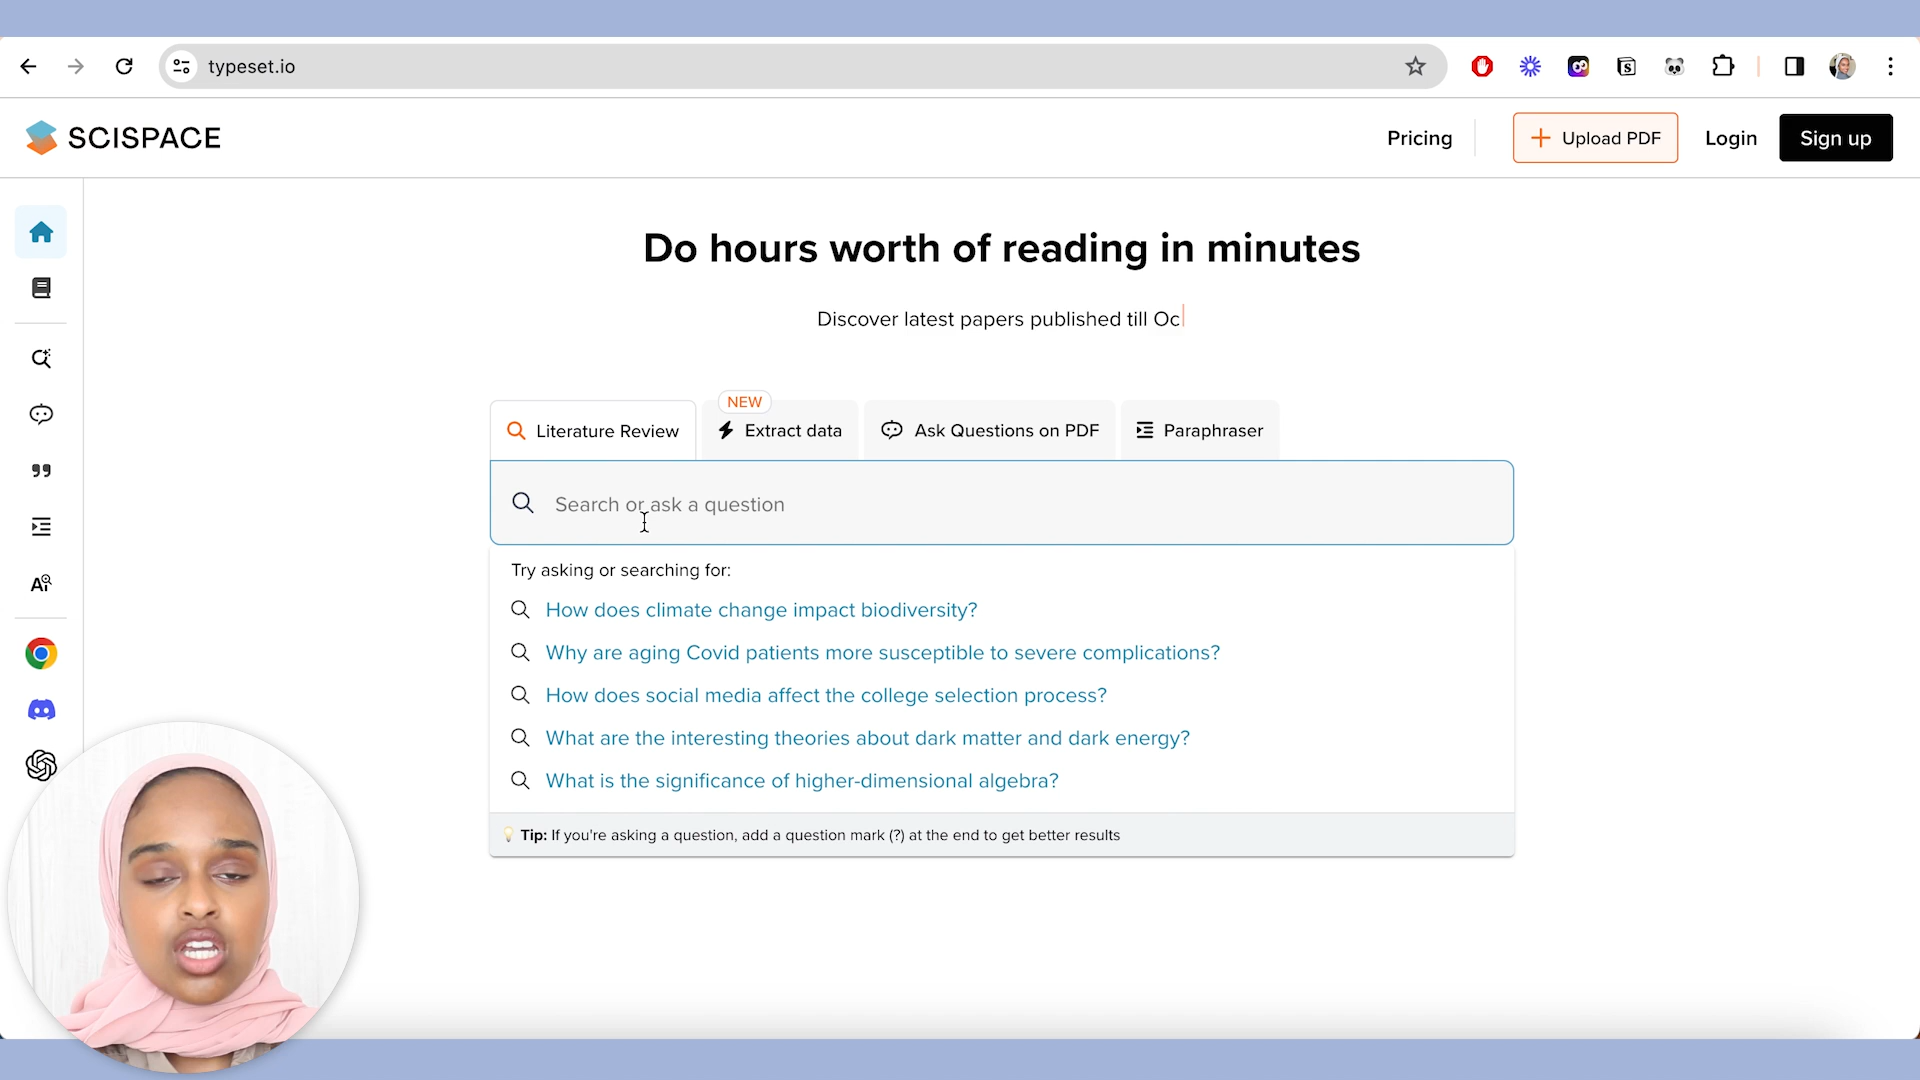 typeset.io
SCISPACE
Pricing
Upload PDF
Login
Sign up
Do hours worth of reading in minutes
Discover latest papers published till Oc
NEW
Literature Review
Extract data
Ask Questions on PDF
Paraphraser
Search or ask a question
Try asking or searching for:
How does climate change impact biodiversity?
Why are aging Covid patients more susceptible to severe complications?
How does social media affect the college selection process?
What are the interesting theories about dark matter and dark energy?
What is the significance of higher-dimensional algebra?
Tip: If you're asking a question, add a question mark (?) at the end to get better results